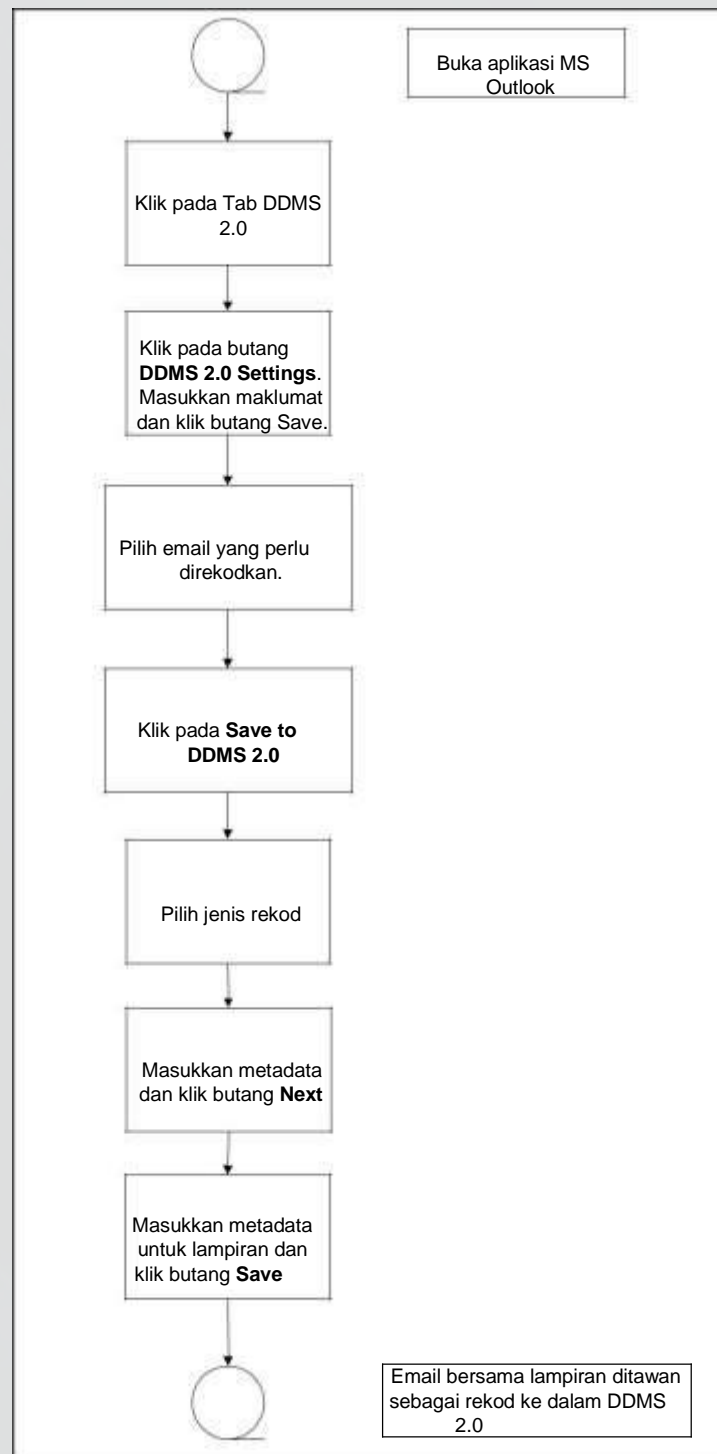 Buka aplikasi MS
Outlook
Klik pada Tab DDMS
2.0
Klik pada butang
DDMS 2.0 Settings.
Masukkan maklumat
dan klik butang Save.
Pilih email yang perlu
direkodkan.
Klik pada Save to
DDMS 2.0
Pilih jenis rekod
Masukkan metadata
dan klik butang Next
Masukkan metadata
untuk lampiran dan
klik butang Save
Email bersama lampiran ditawan
sebagai rekod ke dalam DDMS
2.0